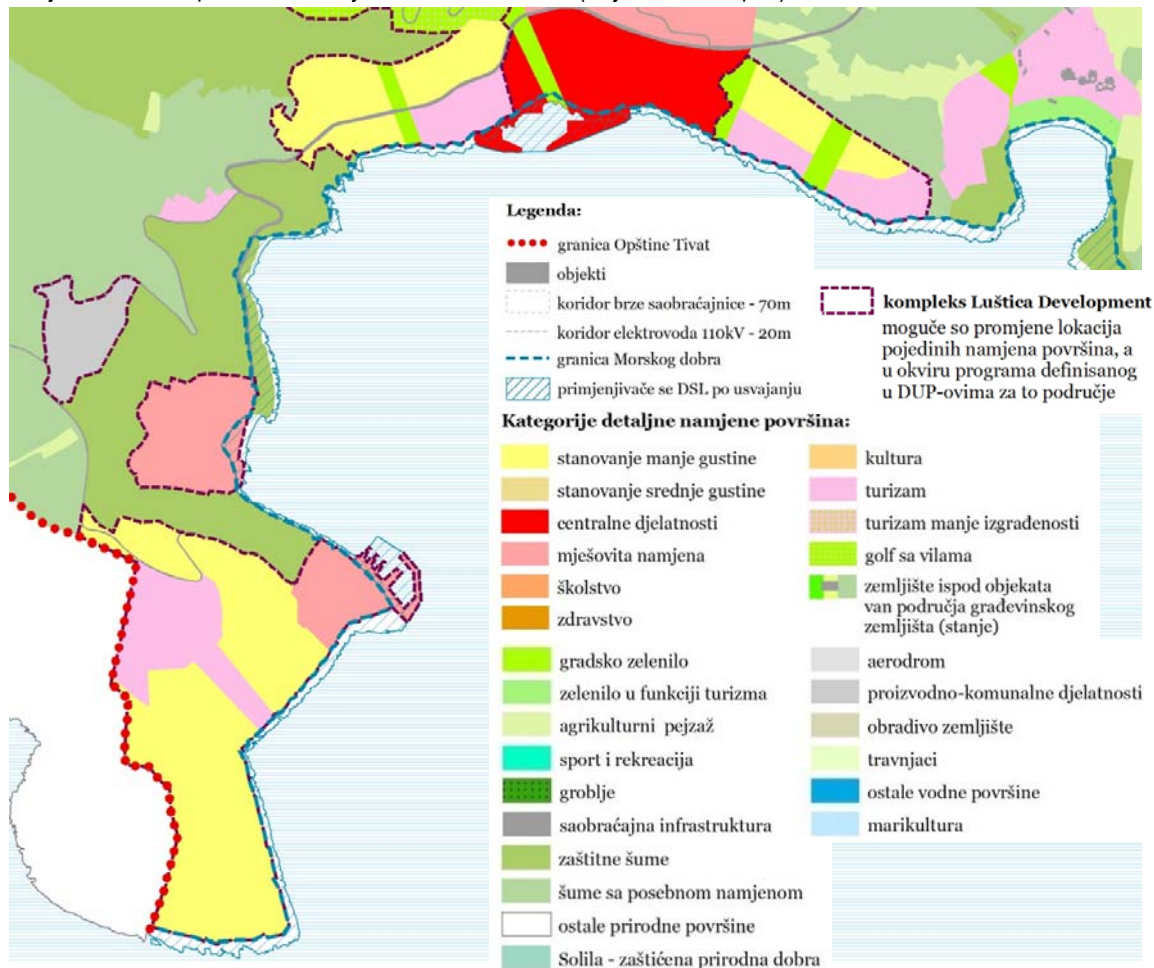 Legenda:
granica Opštine Tivat
objekti
koridor brze saobraćajnice - 70m
koridor elektrovoda 110kV - 20m
granica Morskog dobra
primjenjivače se DSL po usvajanju
kompleks Luštica Development
moguče so promjene lokacija
pojedinih namjena površina, a
u okviru programa definisanog
u DUP-ovima za to područje
Kategorije detaljne namjene površina:
stanovanje manje gustine
stanovanje srednje gustine
centralne djelatnosti
mješovita namjena
školstvo
zdravstvo
gradsko zelenilo
zelenilo u funkciji turizma
agrikulturni pejzaž
sport i rekreacija
groblje
saobraćajna infrastruktura
zaštitne šume
šume sa posebnom namjenom
ostale prirodne površine
Solila - zaštićena prirodna dobra
kultura
turizam
turizam manje izgrađenosti
golf sa vilama
zemljište ispod objekata
van područja građevinskog
zemljišta (stanje)
aerodrom
proizvodno-komunalne djelatnosti
obradivo zemljište
travnjaci
ostale vodne površine
marikultura